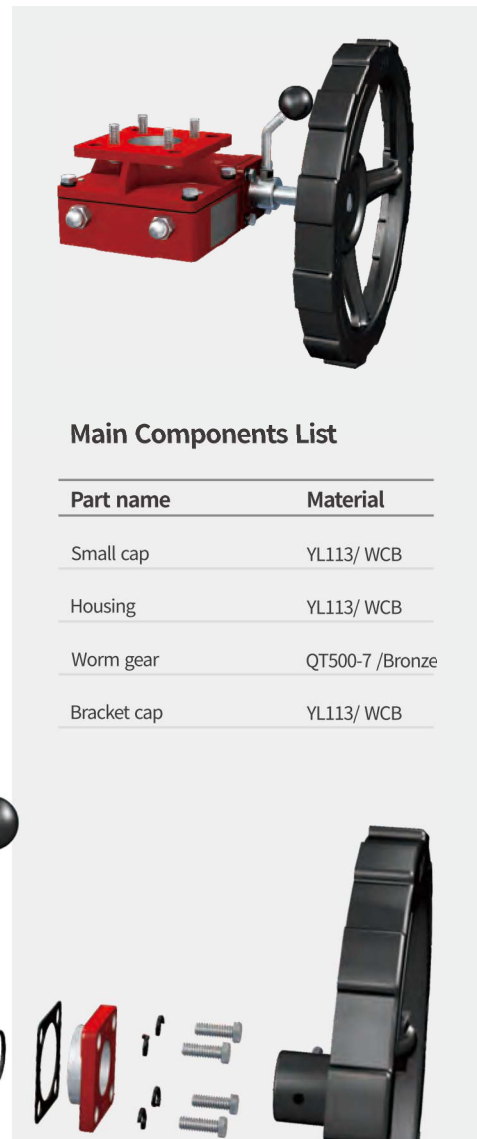 Main Components List
Part name Material
Small cap YL113/ WCB
Housing YL113/ WCB
Worm gear QT500-7 /Bronze
Bracket cap YL113/ WCB